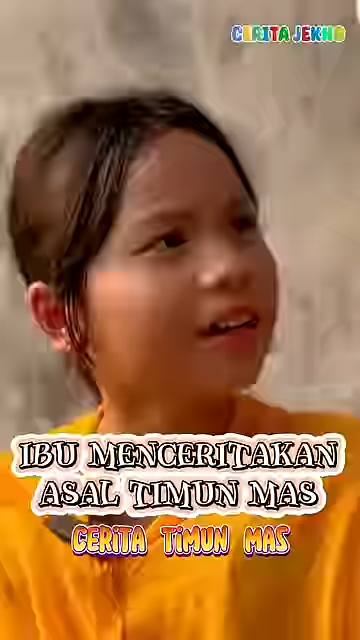 CERITA JEKHO
IBU MENCERITAKAN
ASAL TIMUN MAS
CERITA TIMUN MAS